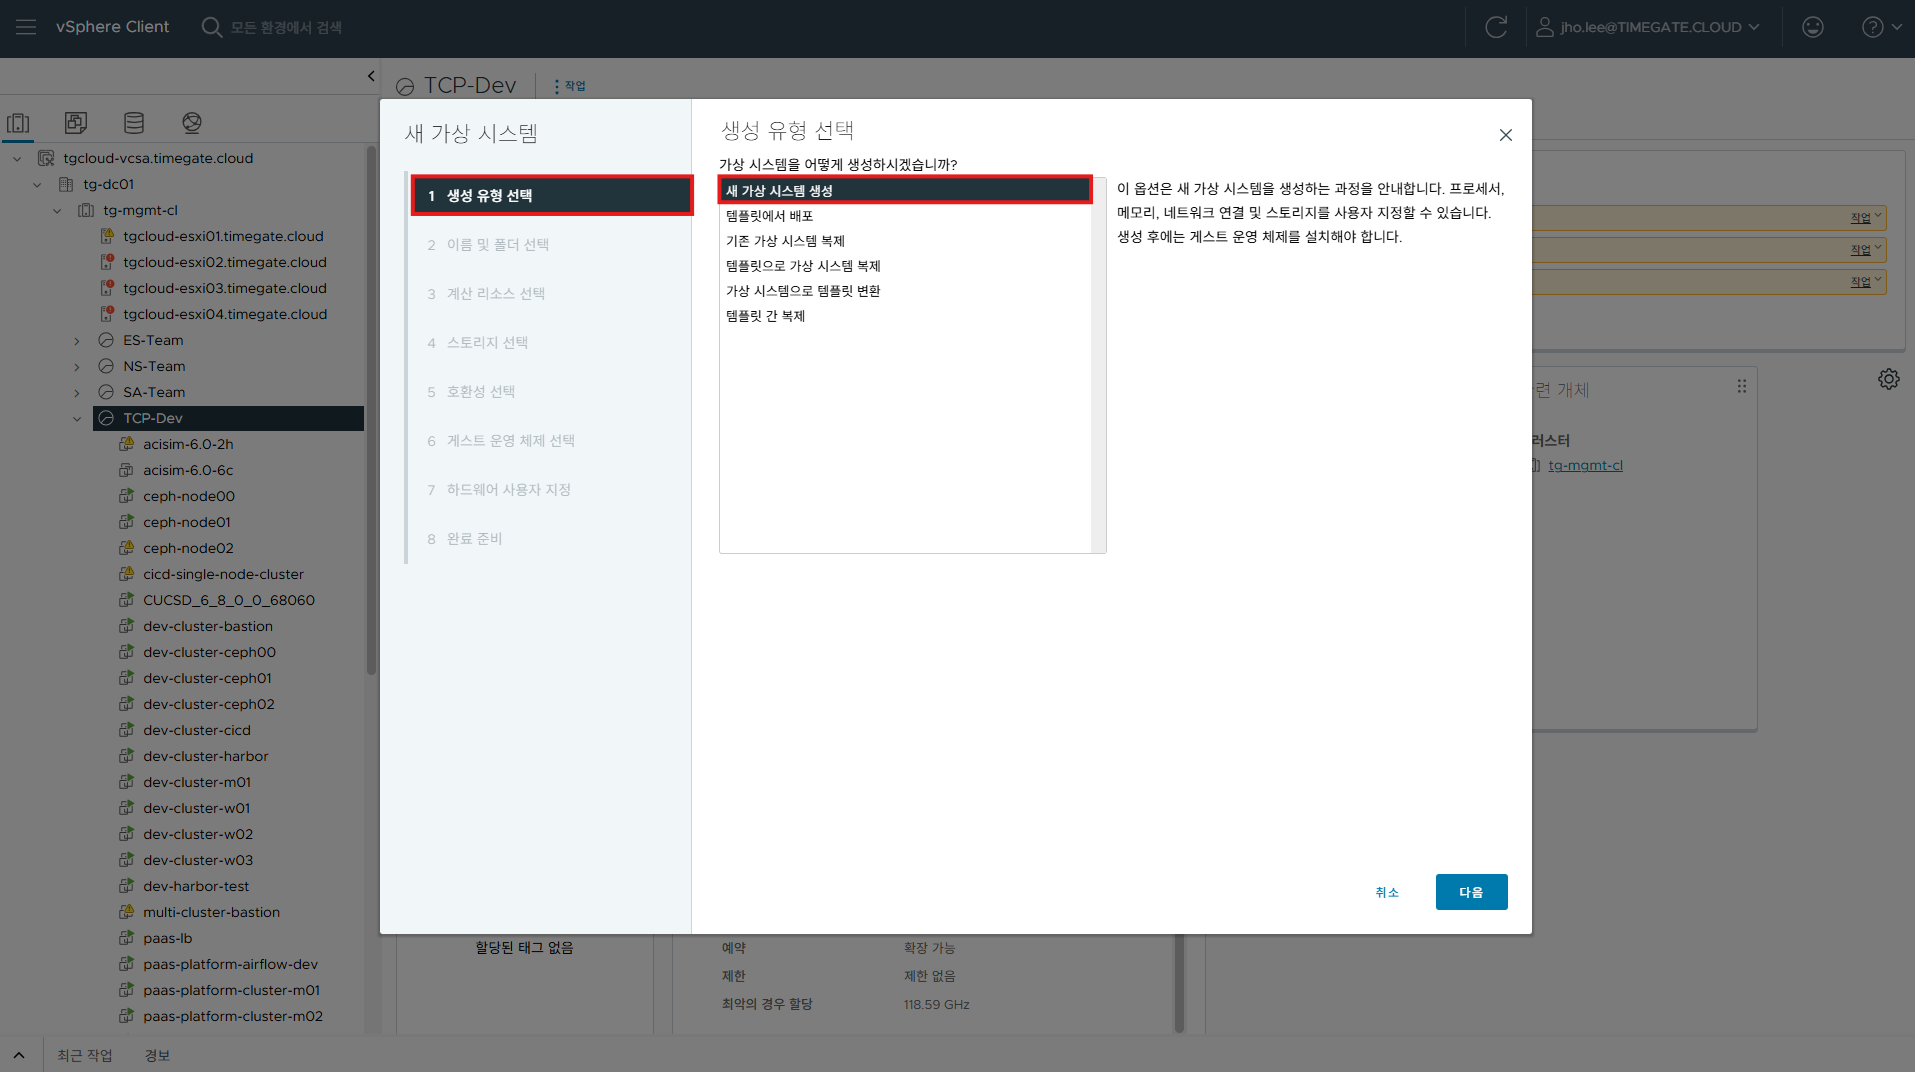 vSphere Client
모든 환경에서 검색
jho.lee@TIMEGATE.CLOUD
TCP-Dev
작업
tgcloud-vcsa.timegate.cloud
tg-dc01
tg-mgmt-cl
tgcloud-esxi01.timegate.cloud
tgcloud-esxi02.timegate.cloud
tgcloud-esxi03.timegate.cloud
tgcloud-esxi04.timegate.cloud
ES-Team
NS-Team
SA-Team
TCP-Dev
acisim-6.0-2h
acisim-6.0-6c
ceph-node00
ceph-node01
ceph-node02
cicd-single-node-cluster
CUCSD_6_8_0_0_68060
dev-cluster-bastion
dev-cluster-ceph00
dev-cluster-ceph01
dev-cluster-ceph02
dev-cluster-cicd
dev-cluster-harbor
dev-cluster-m01
dev-cluster-w01
dev-cluster-w02
dev-cluster-w03
dev-harbor-test
multi-cluster-bastion
paas-lb
paas-platform-airflow-dev
paas-platform-cluster-m01
paas-platform-cluster-m02
새 가상 시스템
1 생성 유형 선택
2 이름 및 폴더 선택
3 계산 리소스 선택
4 스토리지 선택
5 호환성 선택
6 게스트 운영 체제 선택
7 하드웨어 사용자 지정
8 완료 준비
생성 유형 선택
가상 시스템을 어떻게 생성하시겠습니까?
새 가상 시스템 생성
템플릿에서 배포
기존 가상 시스템 복제
템플릿으로 가상 시스템 복제
가상 시스템으로 템플릿 변환
템플릿 간 복제
이 옵션은 새 가상 시스템을 생성하는 과정을 안내합니다. 프로세서,
메모리, 네트워크 연결 및 스토리지를 사용자 지정할 수 있습니다.
생성 후에는 게스트 운영 체제를 설치해야 합니다.
취소
다음
작업
작업
작업
련 개체
러스터
tg-mgmt-cl
할당된 태그 없음
예약 확장 가능
제한 제한 없음
최악의 경우 할당 118.59 GHz
최근 작업 경보